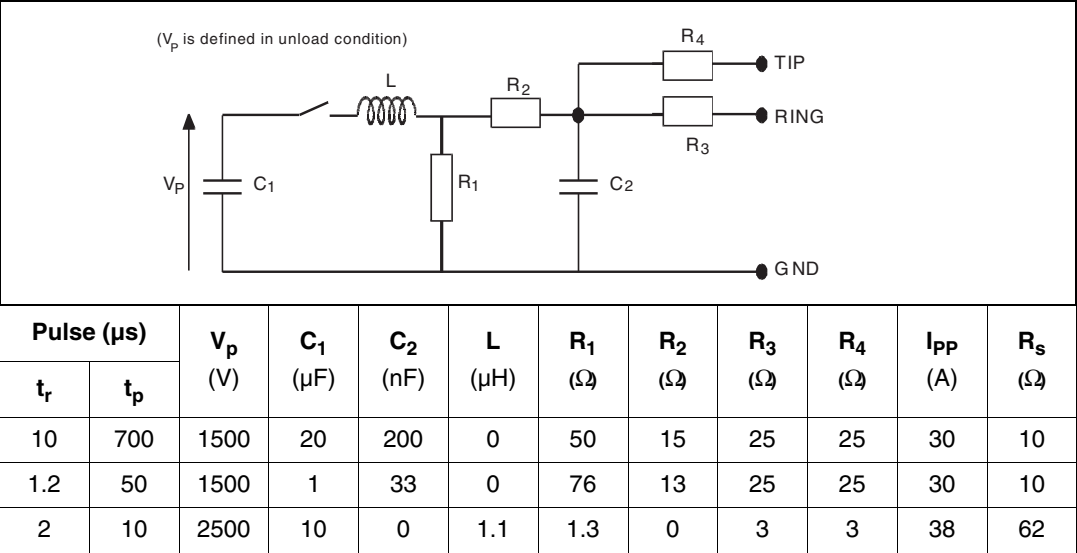 (VP is defined in unload condition)
R4
TIP
L
R2
RING
R3
VP
C1
R1
C2
GND
Pulse (µs) Vp C1 C2 L R1 R2 R3 R4 IPP Rs
(V) (µF) (nF) (µH) (Ω) (Ω) (Ω) (Ω) (A) (Ω)
tr tp
10 700 1500 20 200 0 50 15 25 25 30 10
1.2 50 1500 1 33 0 76 13 25 25 30 10
2 10 2500 10 0 1.1 1.3 0 3 3 38 62